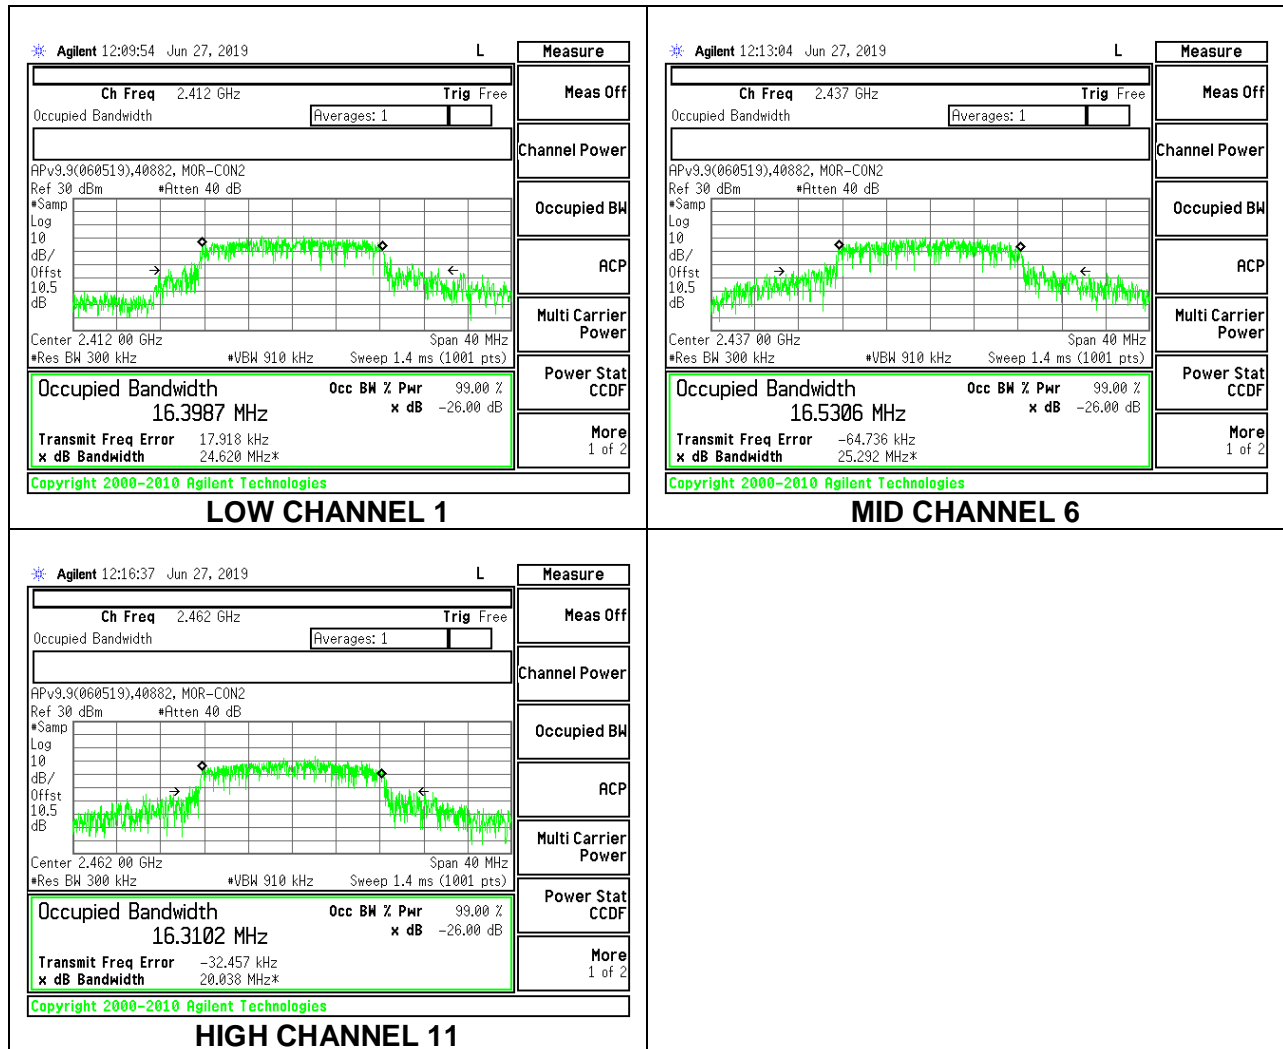 Agilent 12:09:54 Jun 27, 2019 L Measure
Ch Freq 2.412 GHz Trig Free
Occupied Bandwidth Averages: 1
APv9.9(060519),40882, MOR-CON2
Ref 30 dBm #Atten 40 dB
#Samp
Log
10
dB/
Offst
10.5
dB
Center 2.412 00 GHz Span 40 MHz
#Res BW 300 kHz #VBW 910 kHz Sweep 1.4 ms (1001 pts)
Occupied Bandwidth Occ BW % Pwr 99.00 %
16.3987 MHz x dB -26.00 dB
Transmit Freq Error 17.918 kHz
x dB Bandwidth 24.620 MHz*
Copyright 2000-2010 Agilent Technologies
Meas Off
Channel Power
Occupied BW
ACP
Multi Carrier
Power
Power Stat
CCDF
More
1 of 2
LOW CHANNEL 1
Agilent 12:13:04 Jun 27, 2019 L Measure
Ch Freq 2.437 GHz Trig Free
Occupied Bandwidth Averages: 1
APv9.9(060519),40882, MOR-CON2
Ref 30 dBm #Atten 40 dB
#Samp
Log
10
dB/
Offst
10.5
dB
Center 2.437 00 GHz Span 40 MHz
#Res BW 300 kHz #VBW 910 kHz Sweep 1.4 ms (1001 pts)
Occupied Bandwidth Occ BW % Pwr 99.00 %
16.5306 MHz x dB -26.00 dB
Transmit Freq Error -64.736 kHz
x dB Bandwidth 25.292 MHz*
Copyright 2000-2010 Agilent Technologies
Meas Off
Channel Power
Occupied BW
ACP
Multi Carrier
Power
Power Stat
CCDF
More
1 of 2
MID CHANNEL 6
Agilent 12:16:37 Jun 27, 2019 L Measure
Ch Freq 2.462 GHz Trig Free
Occupied Bandwidth Averages: 1
APv9.9(060519),40882, MOR-CON2
Ref 30 dBm #Atten 40 dB
#Samp
Log
10
dB/
Offst
10.5
dB
Center 2.462 00 GHz Span 40 MHz
#Res BW 300 kHz #VBW 910 kHz Sweep 1.4 ms (1001 pts)
Occupied Bandwidth Occ BW % Pwr 99.00 %
16.3102 MHz x dB -26.00 dB
Transmit Freq Error -32.457 kHz
x dB Bandwidth 20.038 MHz*
Copyright 2000-2010 Agilent Technologies
Meas Off
Channel Power
Occupied BW
ACP
Multi Carrier
Power
Power Stat
CCDF
More
1 of 2
HIGH CHANNEL 11